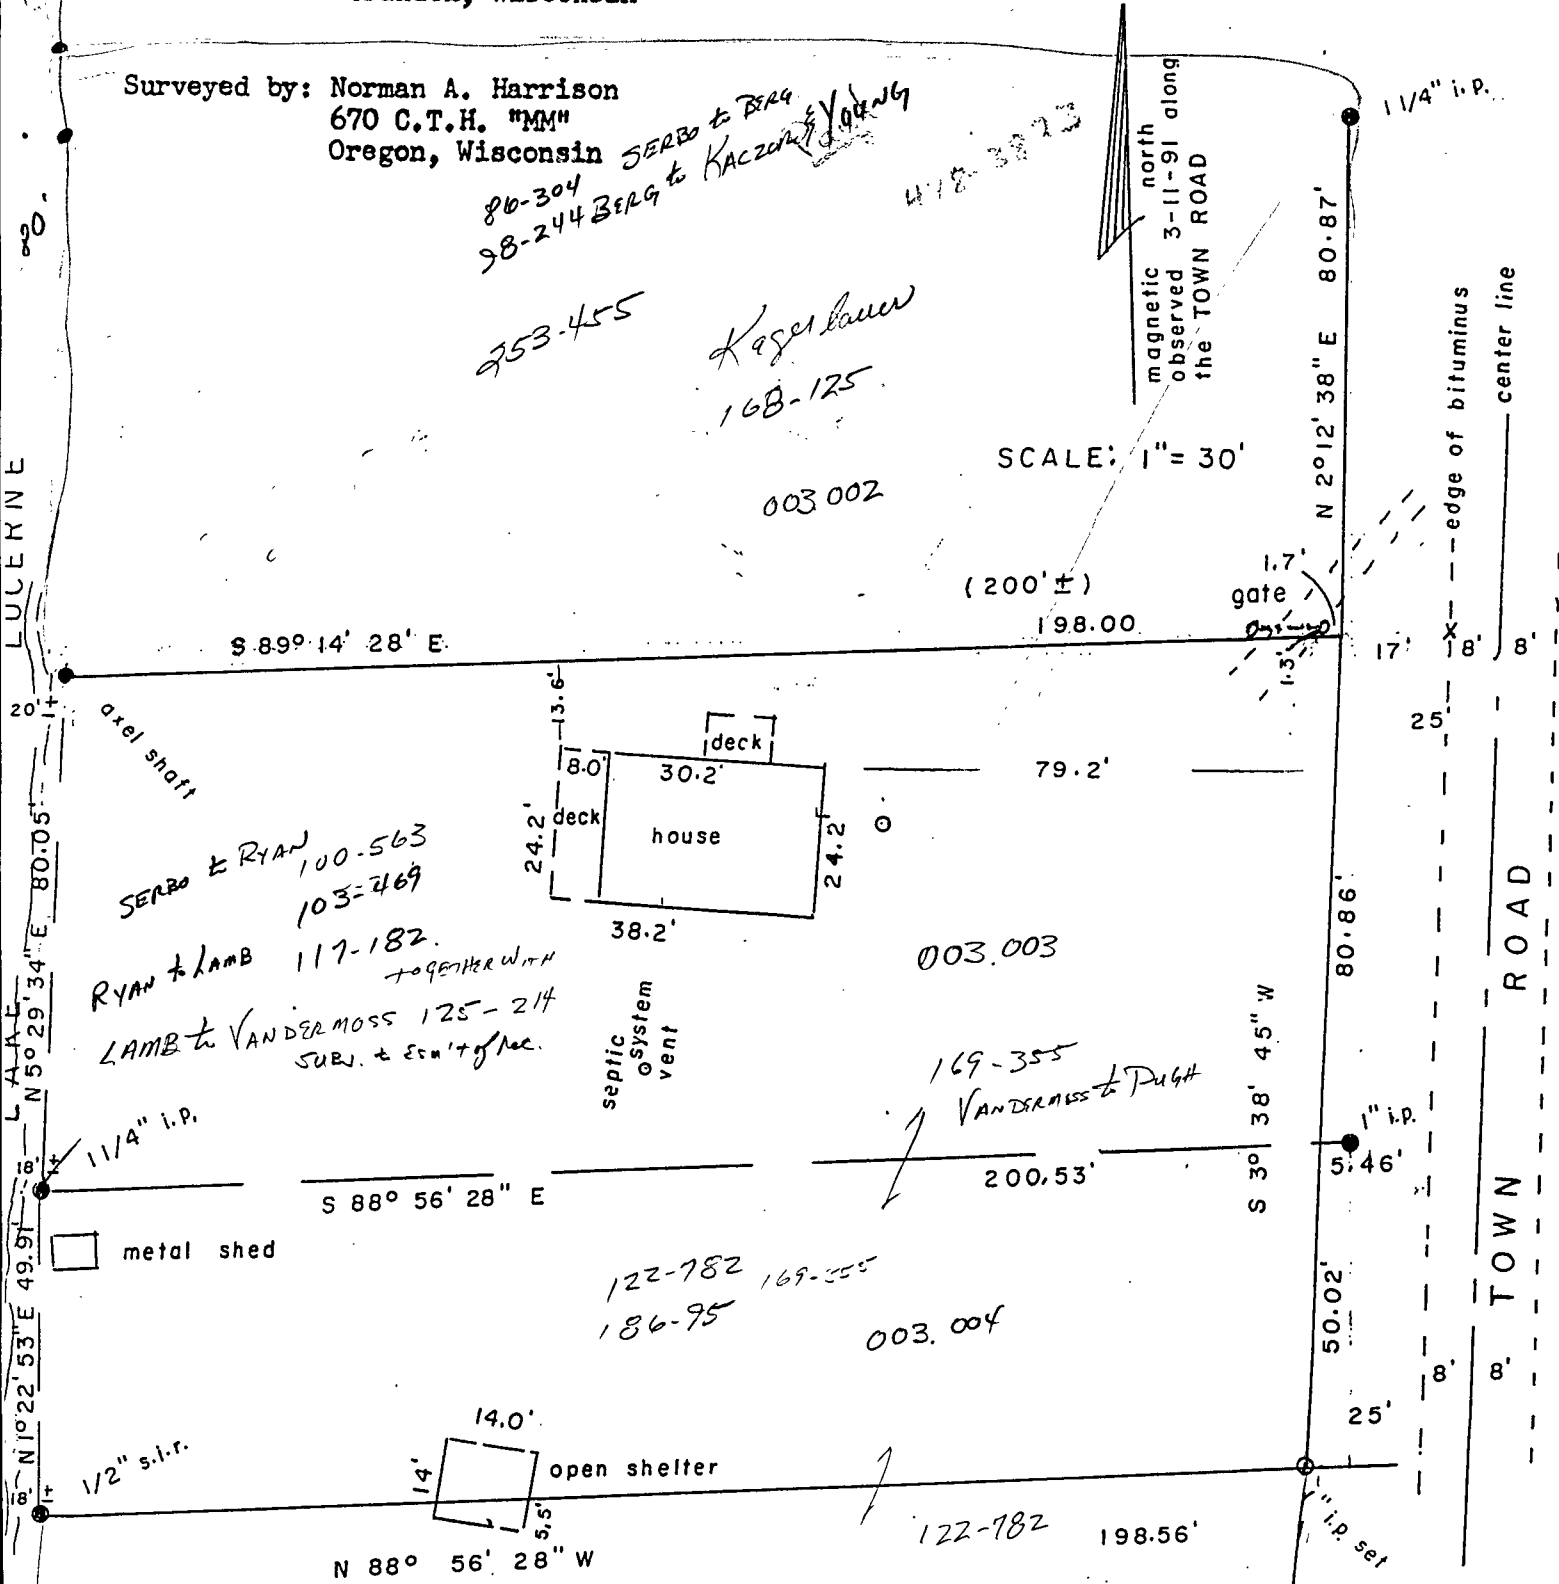 Surveyed by: Norman A. Harrison
670 C.T.H. "MM"
Oregon, Wisconsin
86-304 SERBO to BERG
98-244 BERG to & YOUNG
478-3873
253-455
168-125
003.002
magnetic north
observed 3-11-91 along
the TOWN ROAD
SCALE: 1"= 30'
1 1/4" i.p.
N 2° 12' 38" E 80.87'
edge of bituminus
center line
LUCERNE
80.
(200' ±)
198.00
1.7'
gate
1.3'
17'
8'
8'
25'
S 89° 14' 28" E
20' ±
axel shaft
13.6'
deck
8.0'
30.2'
79.2'
deck
24.2'
house
24.2'
38.2'
SERBO to RYAN 100-563
103-469
RYAN to LAMB 117-182.
TOGETHER WITH
LAMB to VANDERMOSS 125-214
SUBJ. to Esm't of Rec.
N 5° 29' 34" E 80.05'
LAKE
septic
system
vent
003.003
80.86'
169-355
VANDERMOSS to PUGH
S 3° 38' 45" W
1 1/4" i.p.
18' ±
S 88° 56' 28" E
200.53'
1" i.p.
5.46'
TOWN ROAD
metal shed
N 1° 22' 53" E 49.91'
122-782 169-355
186-95
003.004
50.02'
8'
8'
25'
1/2" s.i.r.
18' ±
14.0'
14'
open shelter
5.5'
122-782
198.56'
1" i.p. set
N 88° 56' 28" W